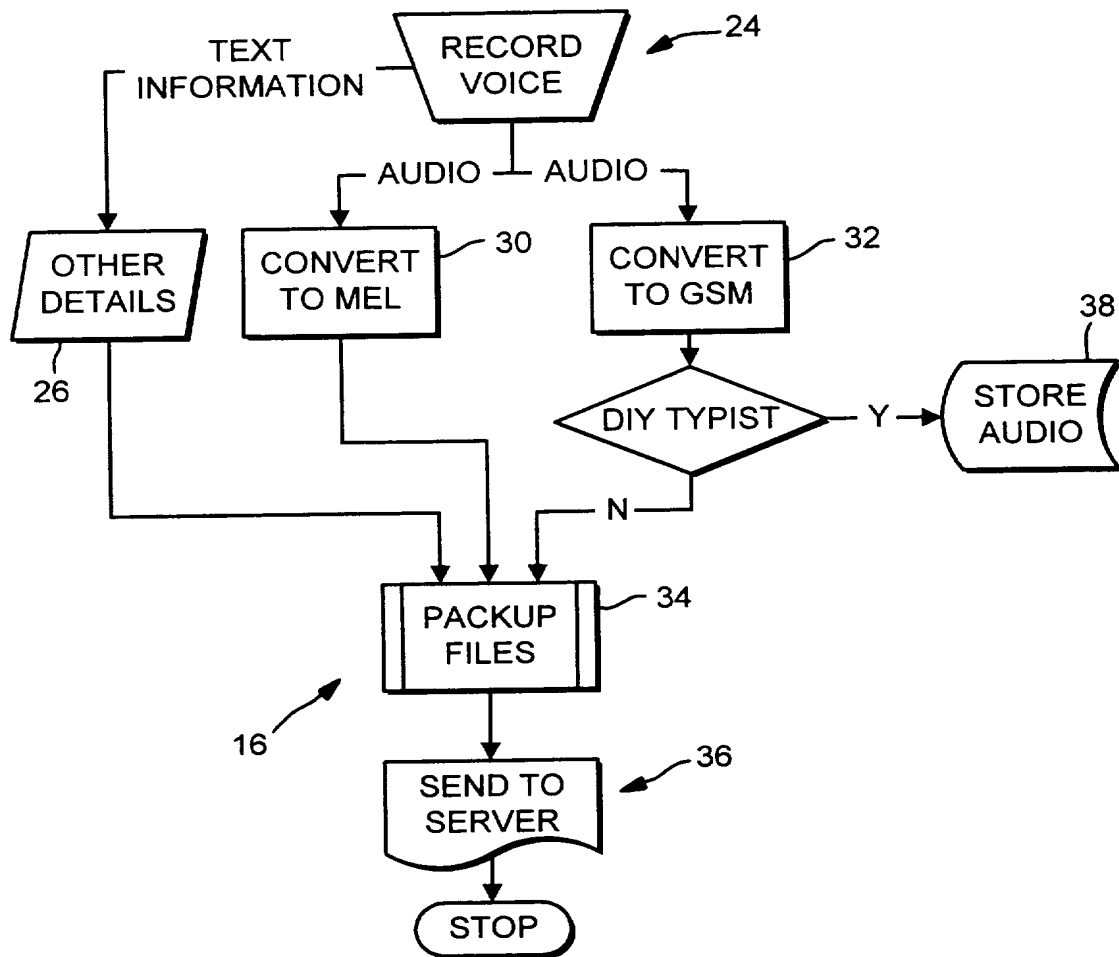 RECORD
VOICE
24
TEXT
INFORMATION
AUDIO
AUDIO
OTHER
DETAILS
26
CONVERT
TO MEL
30
CONVERT
TO GSM
32
DIY TYPIST
Y
STORE
AUDIO
38
N
PACKUP
FILES
34
16
SEND TO
SERVER
36
STOP